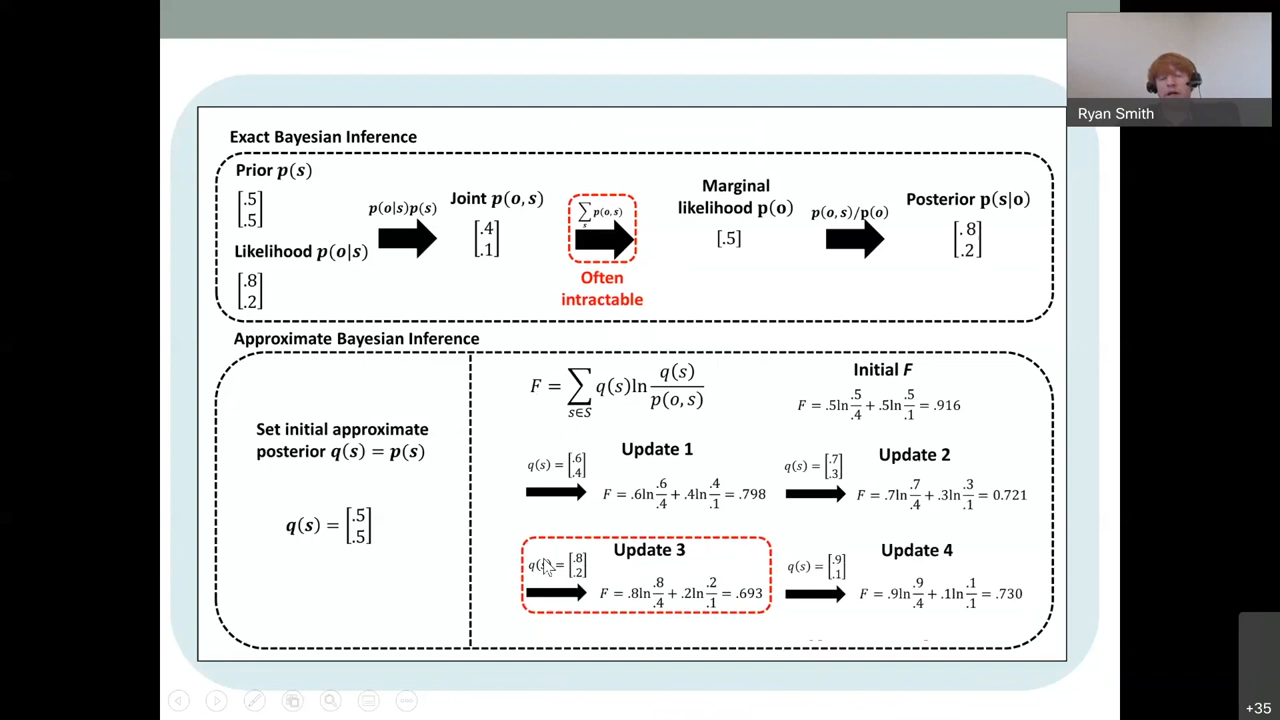 Ryan Smith
Exact Bayesian Inference
Prior p(s)
[.5
.5]
Likelihood p(o|s)
[.8
.2]
p(o|s)p(s)
Joint p(o, s)
[.4
.1]
∑ p(o, s)
s
Often
intractable
Marginal
likelihood p(o)
[.5]
p(o, s)/p(o)
Posterior p(s|o)
[.8
.2]
Approximate Bayesian Inference
Set initial approximate
posterior q(s) = p(s)
q(s) = [.5
.5]
F = ∑ s∈S q(s)ln q(s)/p(o, s)
Initial F
F = .5ln .5/.4 + .5ln .5/.1 = .916
Update 1
q(s) = [.6
.4]
F = .6ln .6/.4 + .4ln .4/.1 = .798
Update 2
q(s) = [.7
.3]
F = .7ln .7/.4 + .3ln .3/.1 = 0.721
Update 3
q( = [.8
.2]
F = .8ln .8/.4 + .2ln .2/.1 = .693
Update 4
q(s) = [.9
.1]
F = .9ln .9/.4 + .1ln .1/.1 = .730
+35